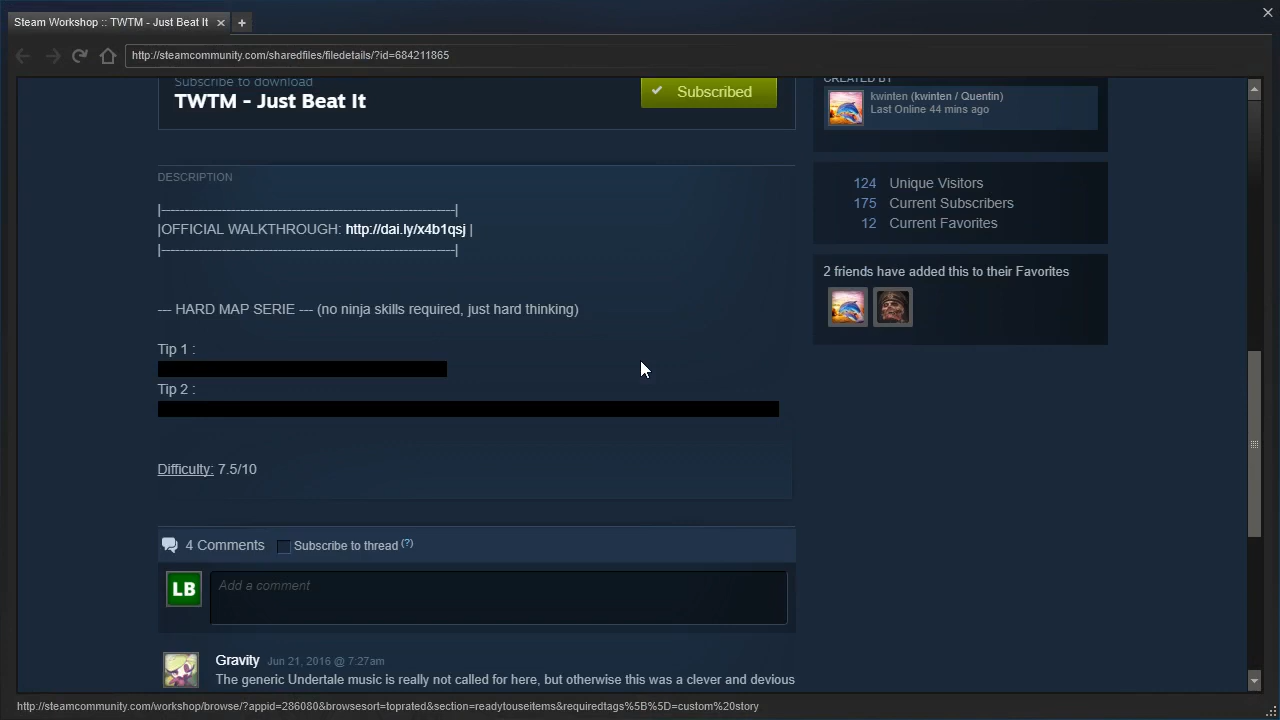 Steam Workshop :: TWTM - Just Beat It
http://steamcommunity.com/sharedfiles/filedetails/?id=684211865
Subscribe to download
TWTM - Just Beat It
Subscribed
DESCRIPTION
|----------------------------------------------------------------|
|OFFICIAL WALKTHROUGH: http://dai.ly/x4b1qsj |
|----------------------------------------------------------------|
--- HARD MAP SERIE --- (no ninja skills required, just hard thinking)
Tip 1 :
Tip 2 :
Difficulty: 7.5/10
4 Comments Subscribe to thread (?)
LB
Add a comment
Gravity Jun 21, 2016 @ 7:27am
The generic Undertale music is really not called for here, but otherwise this was a clever and devious
CREATED BY
kwinten (kwinten / Quentin)
Last Online 44 mins ago
124 Unique Visitors
175 Current Subscribers
12 Current Favorites
2 friends have added this to their Favorites
http://steamcommunity.com/workshop/browse/?appid=286080&browsesort=toprated&section=readytouseitems&requiredtags%5B%5D=custom%20story